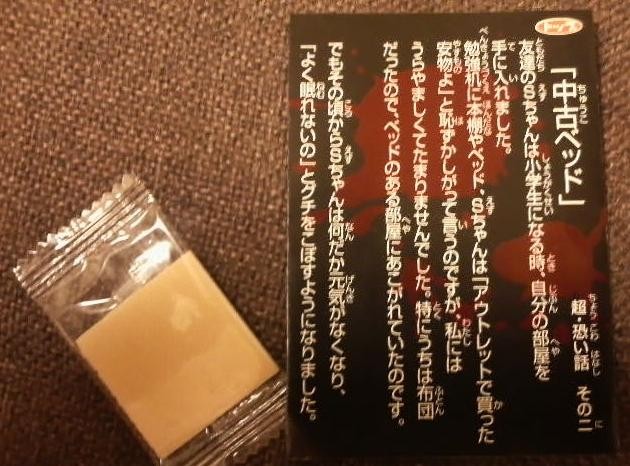 トップ
「中古ベッド」
超・恐い話 その二
友達のSちゃんは小学生になる時、自分の部屋を
手に入れました。
勉強机に本棚やベッド、Sちゃんは「アウトレットで買った
安物よ」と恥ずかしがって言うのですが、私には
うらやましくてたまりませんでした。特にうちは布団
だったので、ベッドのある部屋にあこがれていたのです。
でもその頃からSちゃんは何だか元気がなくなり、
「よく眠れないの」とグチをこぼすようになりました。